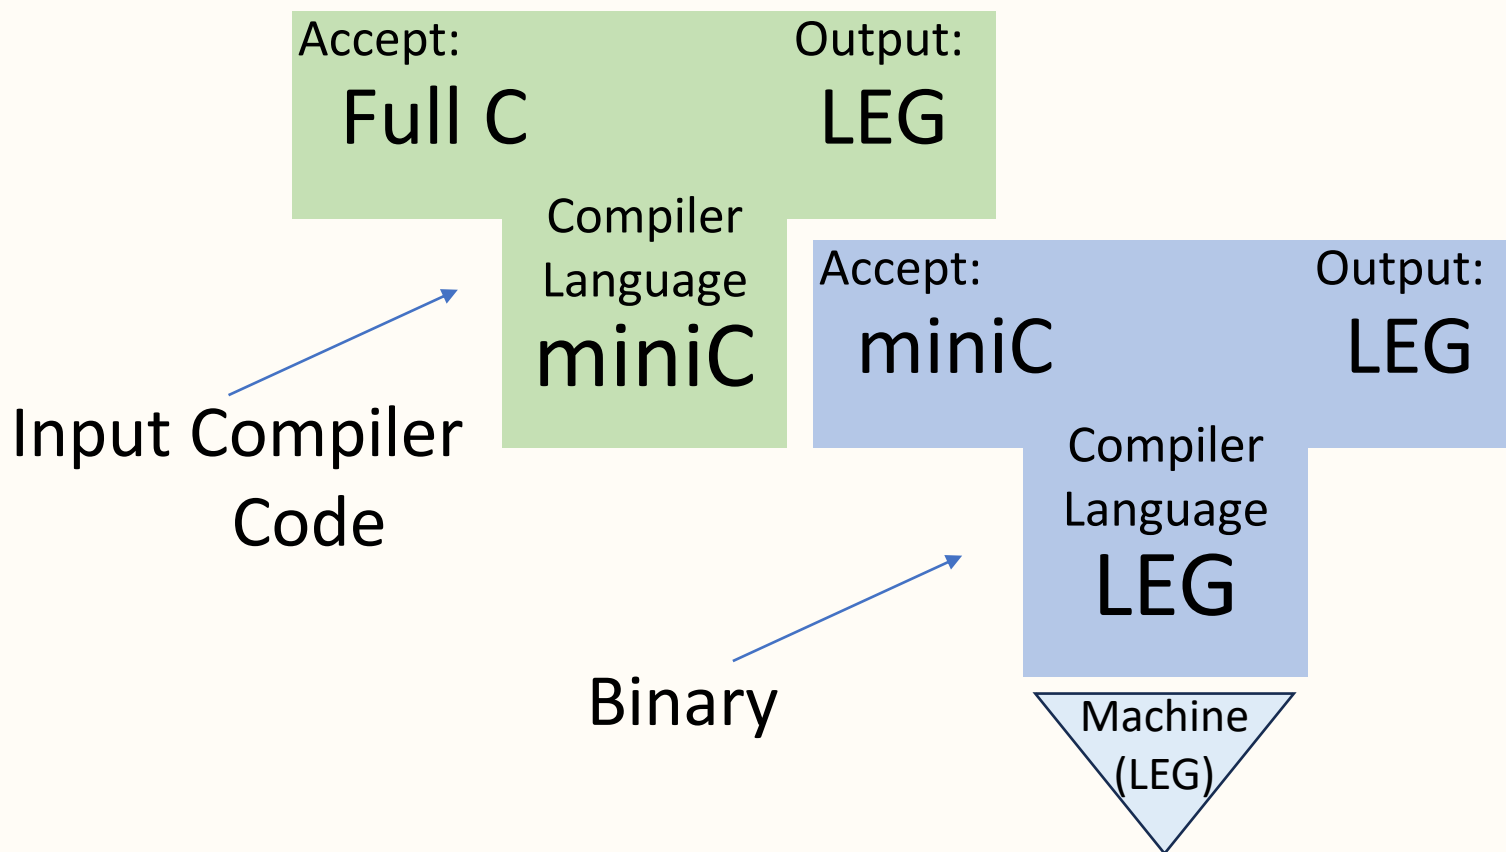 Accept:
Output:
Full C
LEG
Compiler
Language
miniC
Accept:
Output:
miniC
LEG
Compiler
Language
LEG
Input Compiler
Code
Binary
Machine
(LEG)